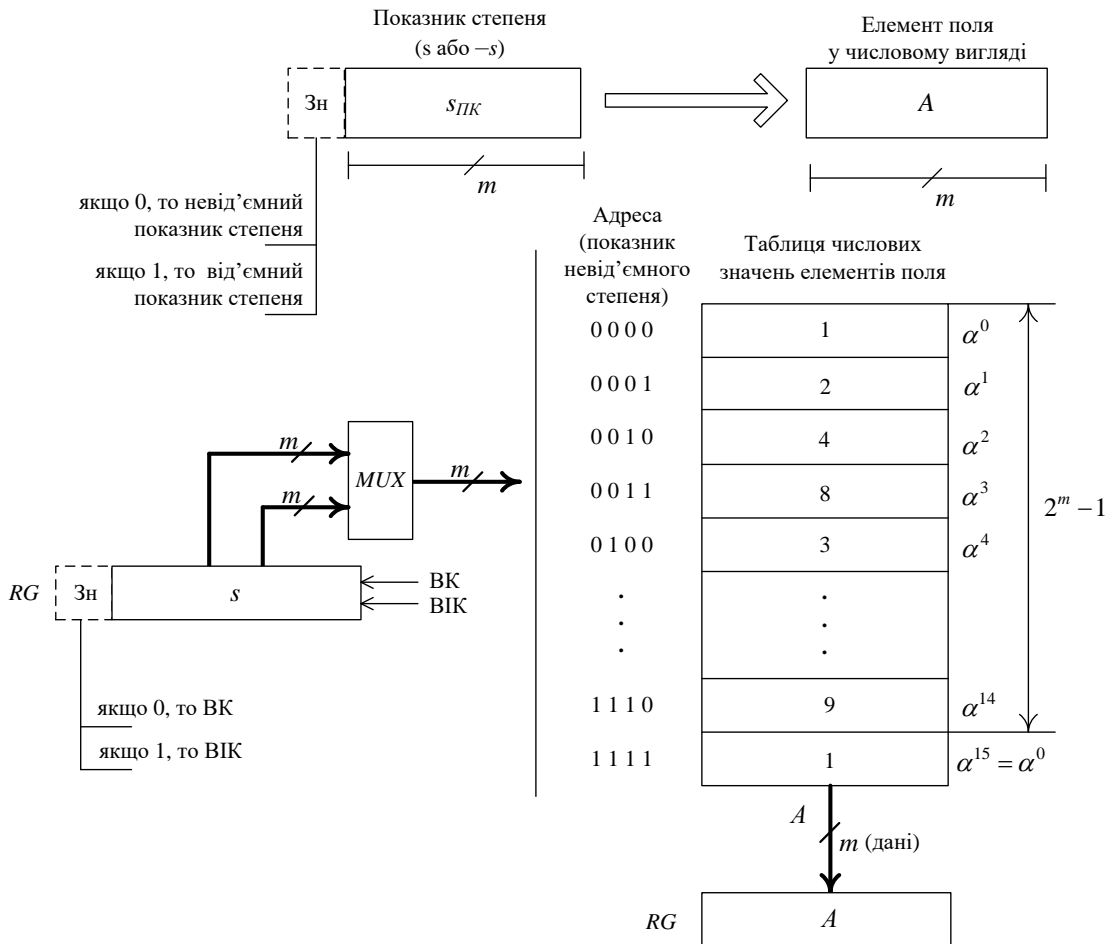 Показник степеня
(s або –s)
Елемент поля
у числовому вигляді
Зн
sПК
A
m
m
якщо 0, то невід’ємний
показник степеня
якщо 1, то від’ємний
показник степеня
Адреса
(показник
невід’ємного
степеня)
Таблиця числових
значень елементів поля
0 0 0 0 1 α^0
0 0 0 1 2 α^1
0 0 1 0 4 α^2
0 0 1 1 8 α^3
0 1 0 0 3 α^4
2^m – 1
. . .
. . .
1 1 1 0 9 α^14
1 1 1 1 1 α^15 = α^0
m
m
MUX
m
RG
Зн
s
ВК
ВІК
якщо 0, то ВК
якщо 1, то ВІК
A
m (дані)
RG
A